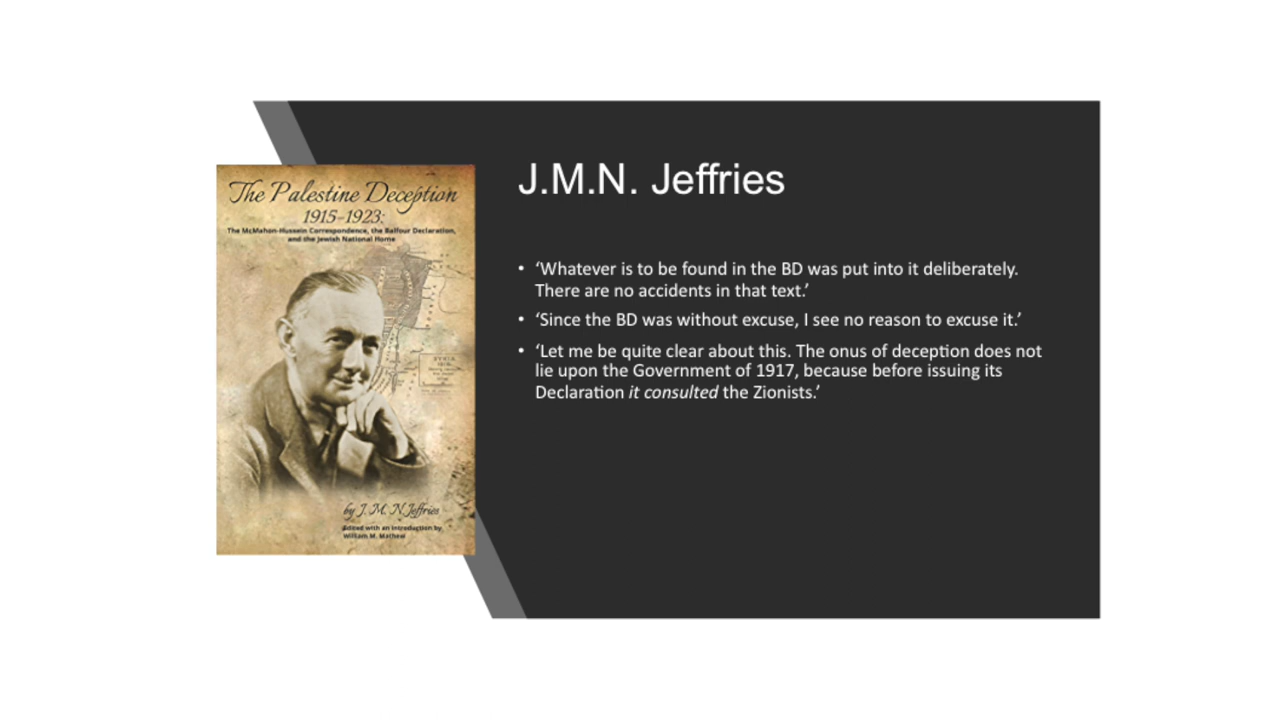 The Palestine Deception
1915–1923:
The McMahon-Hussein Correspondence, the Balfour Declaration,
and the Jewish National Home
by J. M. N. Jeffries
Edited with an introduction by
William M. Mathew
J.M.N. Jeffries
• ‘Whatever is to be found in the BD was put into it deliberately.
There are no accidents in that text.’
• ‘Since the BD was without excuse, I see no reason to excuse it.’
• ‘Let me be quite clear about this. The onus of deception does not
lie upon the Government of 1917, because before issuing its
Declaration it consulted the Zionists.’